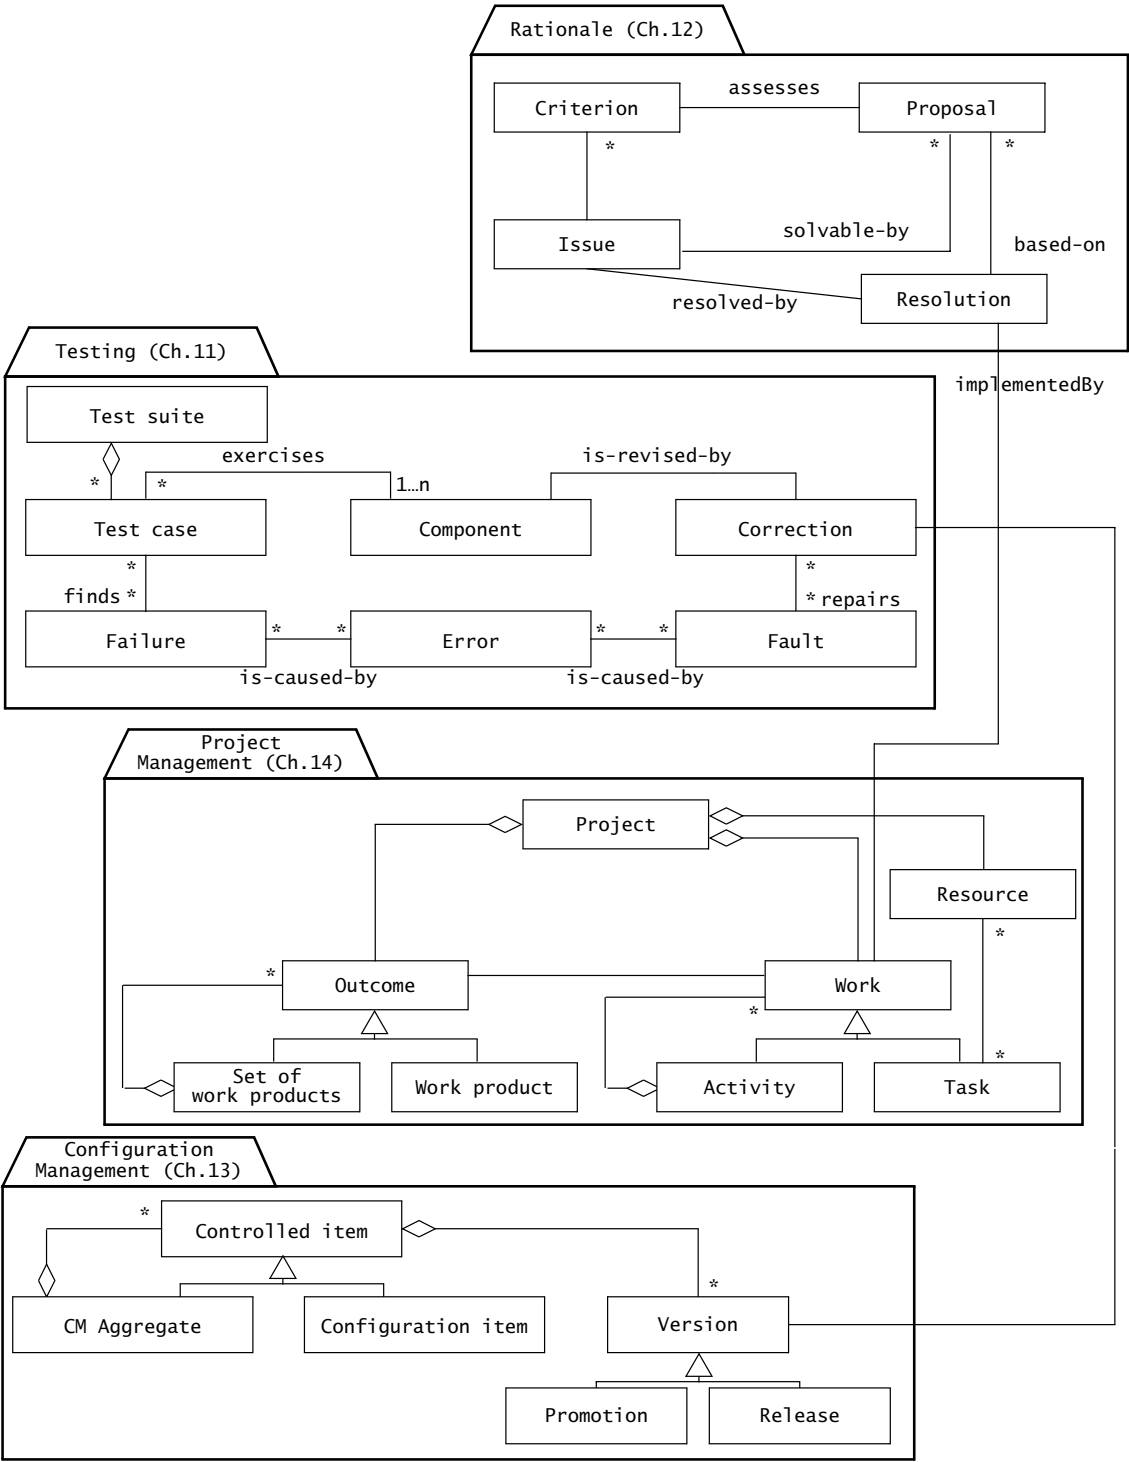 Rationale (Ch.12)
assesses
Criterion
Proposal
*
*
*
solvable-by
Issue
based-on
resolved-by
Resolution
Testing (Ch.11)
implementedBy
Test suite
exercises
is-revised-by
*
*
1…n
Test case
Component
Correction
*
*
finds
*
*
repairs
*
*
*
*
Failure
Error
Fault
is-caused-by
is-caused-by
Project
Management (Ch.14)
Project
Resource
*
*
Outcome
Work
*
*
Set of
work products
Work product
Activity
Task
Configuration
Management (Ch.13)
*
Controlled item
*
CM Aggregate
Configuration item
Version
Promotion
Release